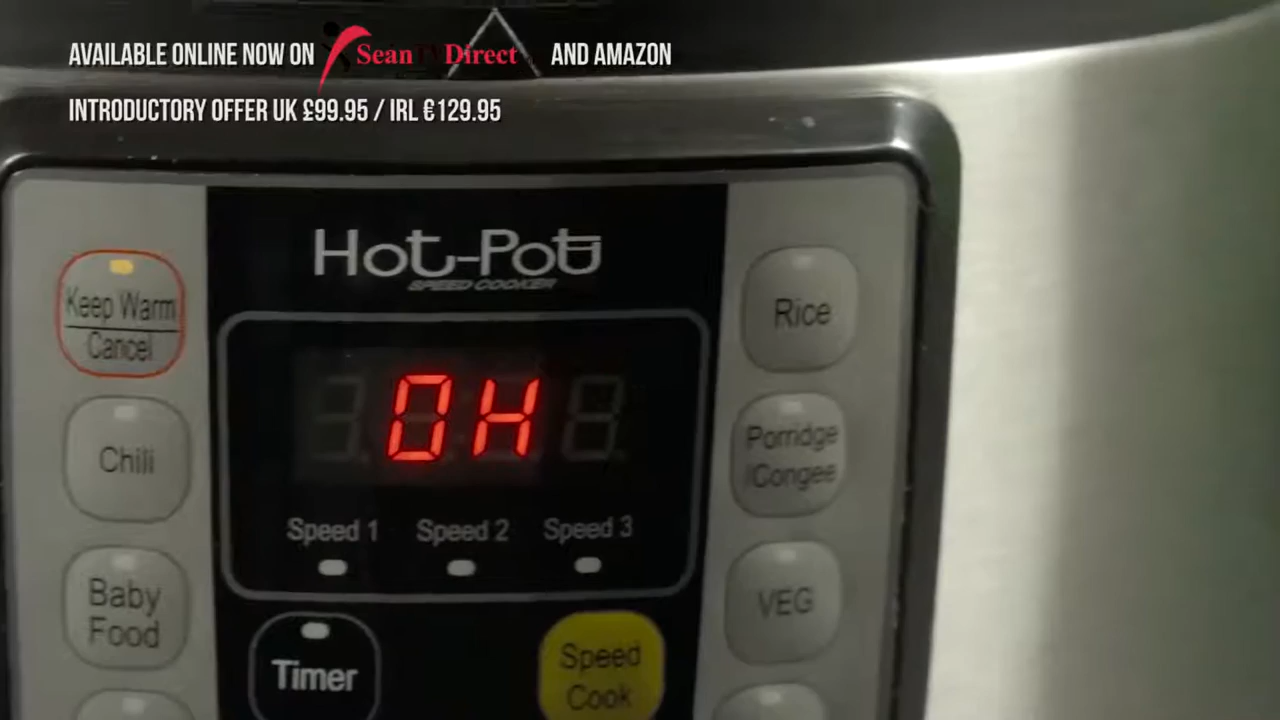 AVAILABLE ONLINE NOW ON SeanTVDirect AND AMAZON
INTRODUCTORY OFFER UK £99.95 / IRL €129.95
Hot-Pot
SPEED COOKER
Keep Warm
Cancel
Rice
0H
Chili
Porridge
/Congee
Speed 1 Speed 2 Speed 3
Baby
Food
VEG
Timer
Speed
Cook